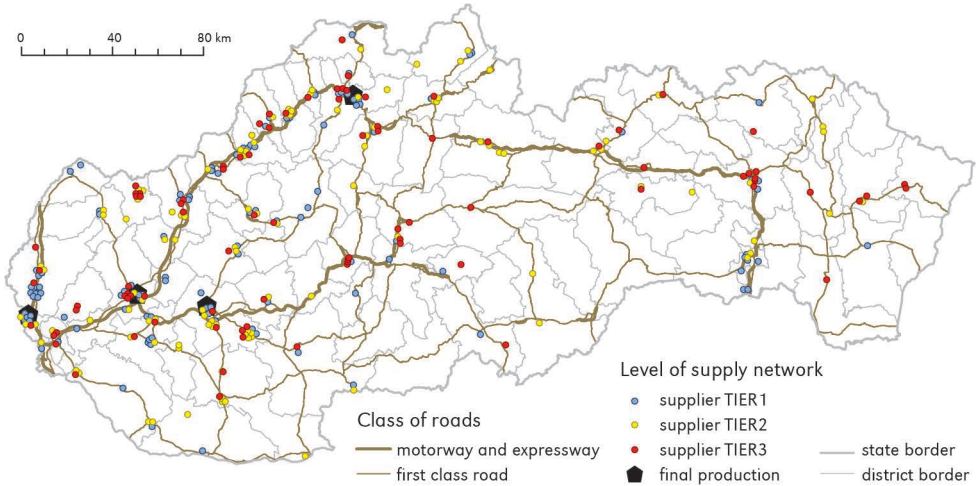 0 40 80 km
Level of supply network
supplier TIER1
supplier TIER2
supplier TIER3
final production
Class of roads
motorway and expressway
first class road
state border
district border